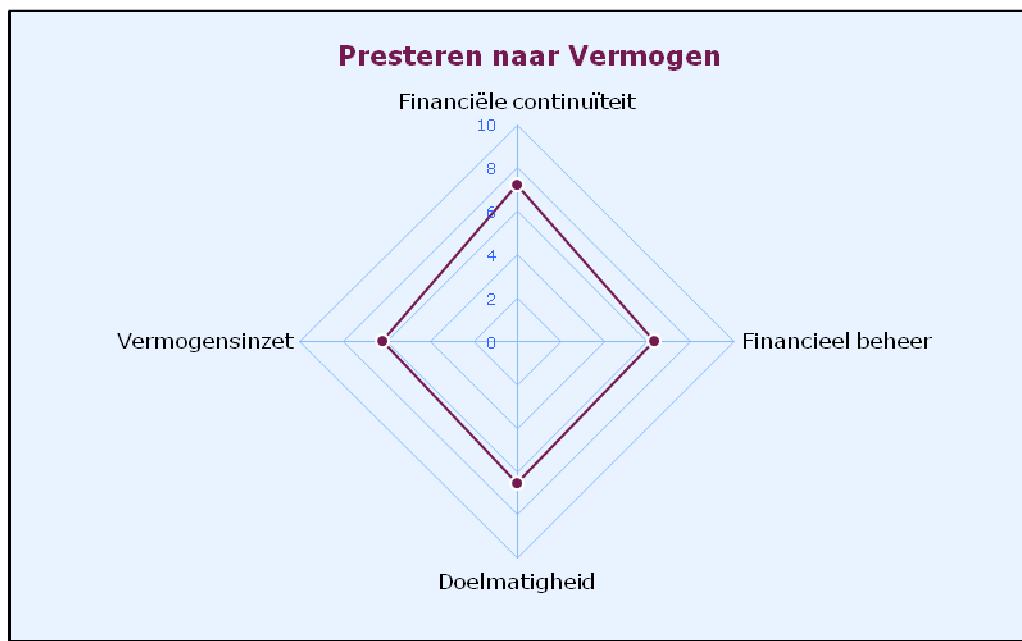 Presteren naar Vermogen
Financiële continuïteit
10
8
6
4
2
0
Vermogensinzet
Financieel beheer
Doelmatigheid